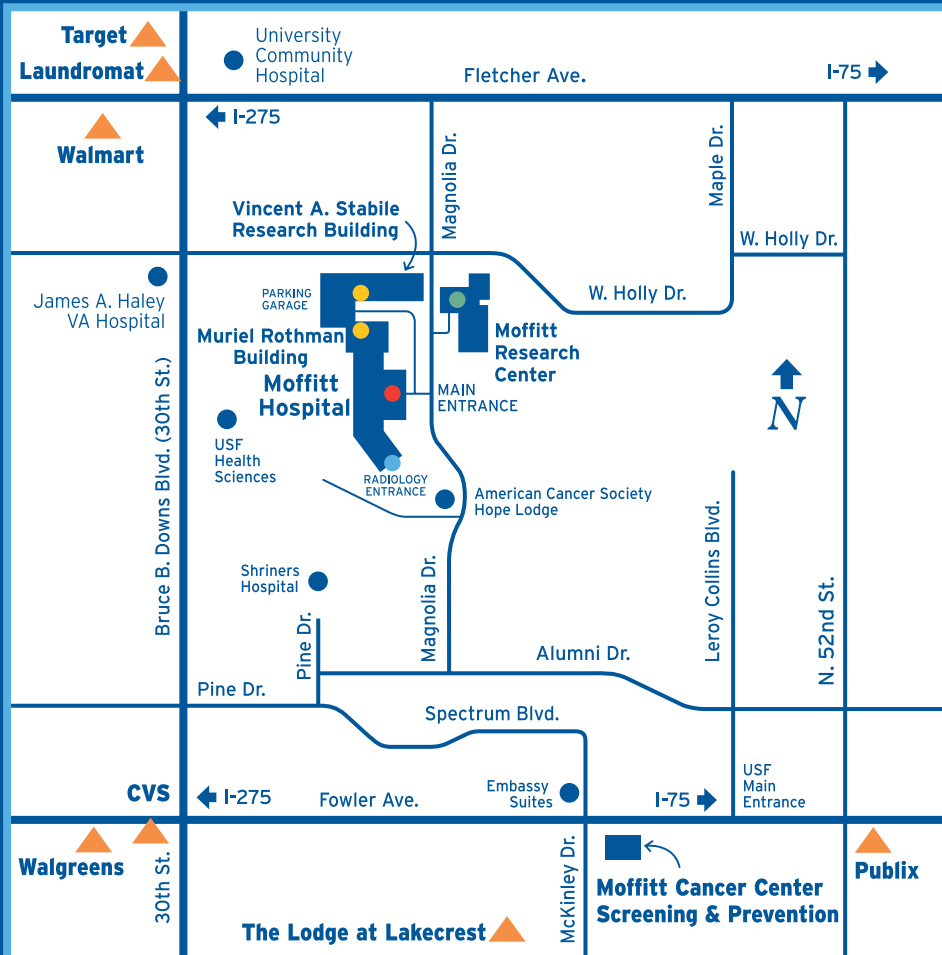 Target
Laundromat
University
Community
Hospital
Fletcher Ave.
I-75
I-275
Walmart
Magnolia Dr.
Maple Dr.
Vincent A. Stabile
Research Building
W. Holly Dr.
James A. Haley
VA Hospital
PARKING
GARAGE
W. Holly Dr.
Muriel Rothman
Building
Moffitt
Research
Center
Moffitt
Hospital
MAIN
ENTRANCE
N
Bruce B. Downs Blvd. (30th St.)
USF
Health
Sciences
RADIOLOGY
ENTRANCE
American Cancer Society
Hope Lodge
Leroy Collins Blvd.
Shriners
Hospital
Magnolia Dr.
N. 52nd St.
Pine Dr.
Alumni Dr.
Pine Dr.
Spectrum Blvd.
CVS
I-275
Fowler Ave.
Embassy
Suites
I-75
USF
Main
Entrance
Walgreens
30th St.
McKinley Dr.
Moffitt Cancer Center
Screening & Prevention
Publix
The Lodge at Lakecrest